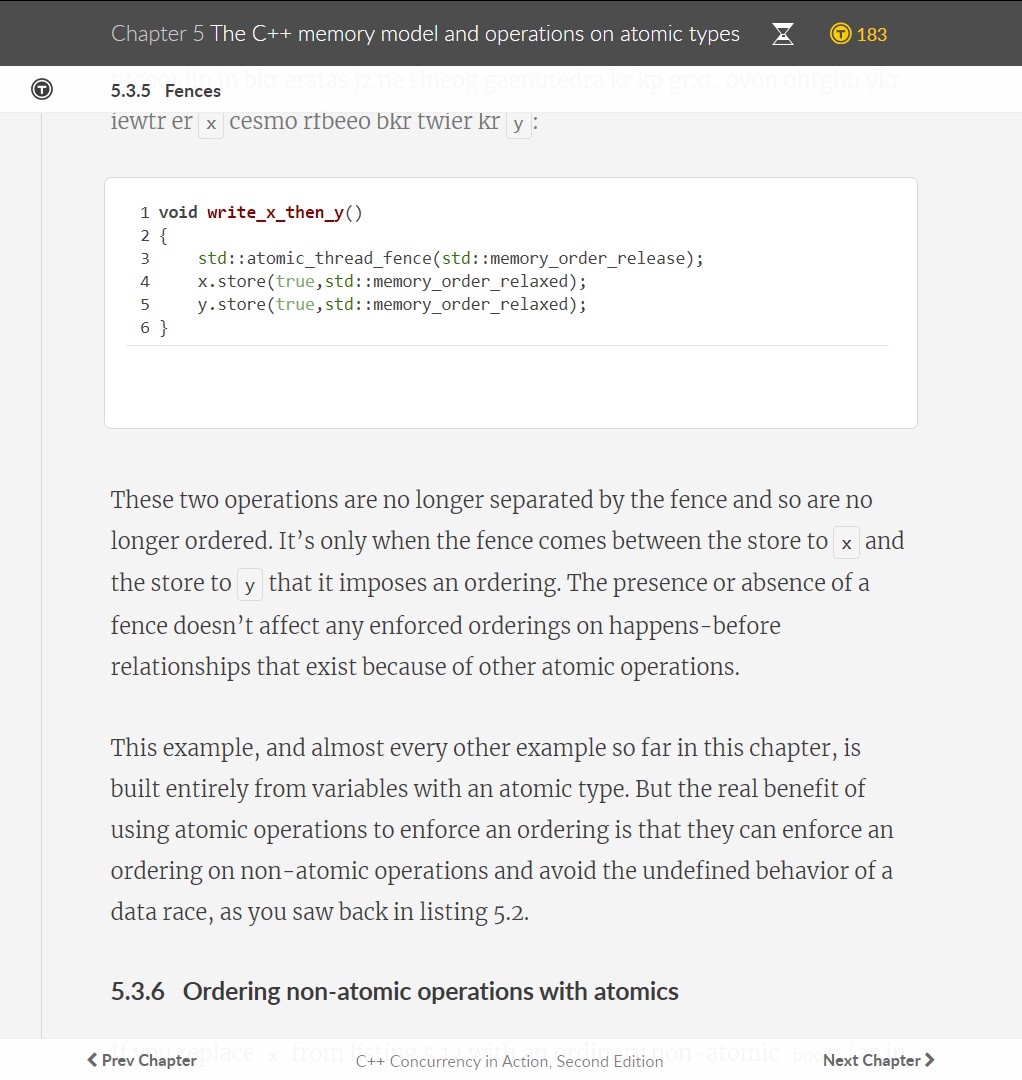 Chapter 5 The C++ memory model and operations on atomic types
183
5.3.5 Fences
iewtr er x cesmo rfbeeo bkr twier kr y :
1 void write_x_then_y()
2 {
3 std::atomic_thread_fence(std::memory_order_release);
4 x.store(true,std::memory_order_relaxed);
5 y.store(true,std::memory_order_relaxed);
6 }
These two operations are no longer separated by the fence and so are no
longer ordered. It’s only when the fence comes between the store to x and
the store to y that it imposes an ordering. The presence or absence of a
fence doesn’t affect any enforced orderings on happens-before
relationships that exist because of other atomic operations.
This example, and almost every other example so far in this chapter, is
built entirely from variables with an atomic type. But the real benefit of
using atomic operations to enforce an ordering is that they can enforce an
ordering on non-atomic operations and avoid the undefined behavior of a
data race, as you saw back in listing 5.2.
5.3.6 Ordering non-atomic operations with atomics
Prev Chapter C++ Concurrency in Action, Second Edition Next Chapter